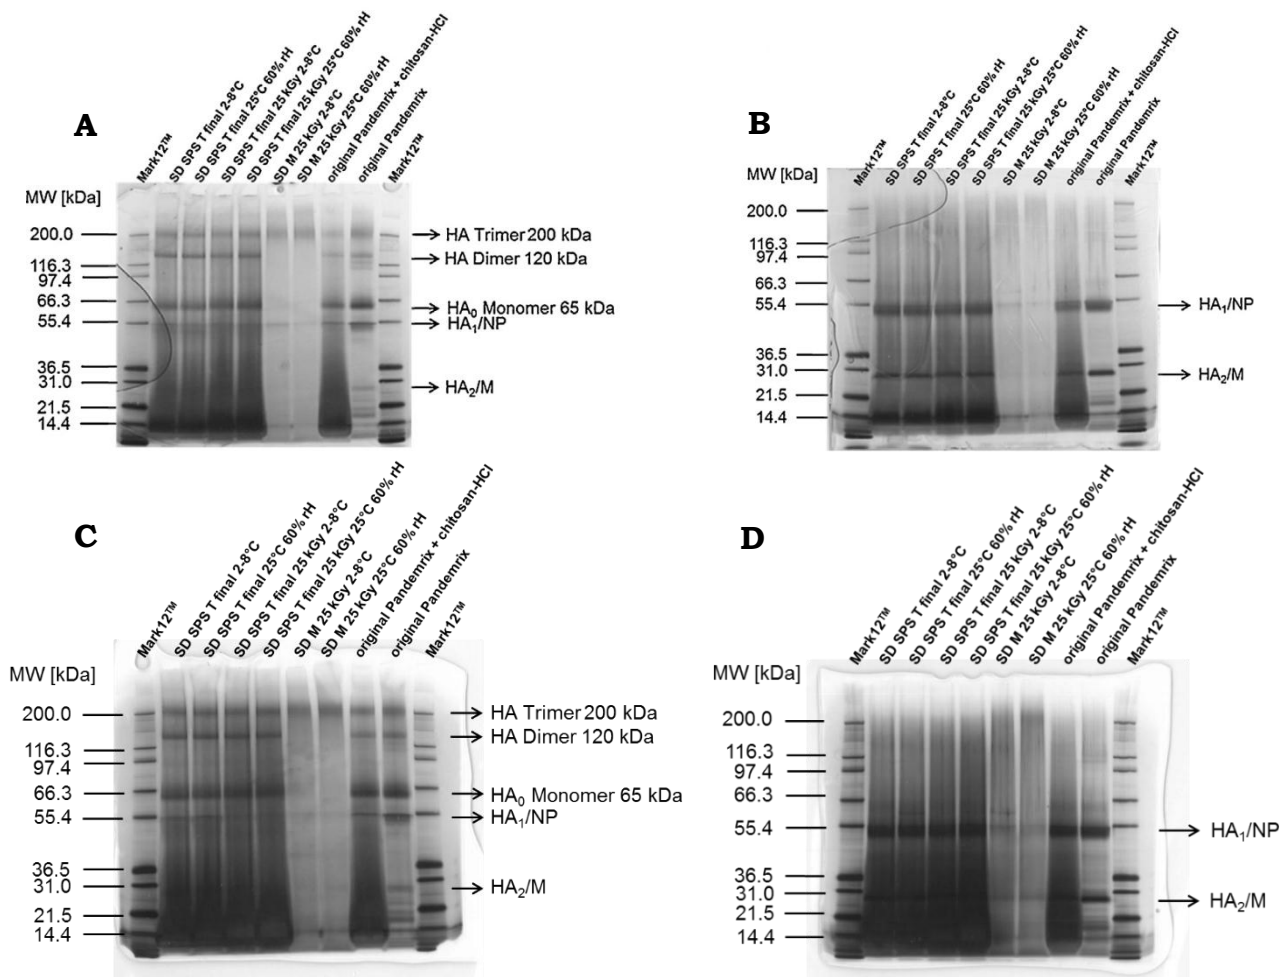 A
Mark12™
SD SPS T final 2-8°C
SD SPS T final 25°C 60% rH
SD SPS T final 25 kGy 2-8°C
SD SPS T final 25 kGy 25°C 60% rH
SD M 25 kGy 2-8°C
SD M 25 kGy 25°C 60% rH
original Pandemrix + chitosan-HCl
original Pandemrix
Mark12™
MW [kDa]
200.0
116.3
97.4
66.3
55.4
36.5
31.0
21.5
14.4
HA Trimer 200 kDa
HA Dimer 120 kDa
HA₀ Monomer 65 kDa
HA₁/NP
HA₂/M
B
Mark12™
SD SPS T final 2-8°C
SD SPS T final 25°C 60% rH
SD SPS T final 25 kGy 2-8°C
SD SPS T final 25 kGy 25°C 60% rH
SD M 25 kGy 2-8°C
SD M 25 kGy 25°C 60% rH
original Pandemrix + chitosan-HCl
original Pandemrix
Mark12™
MW [kDa]
200.0
116.3
97.4
66.3
55.4
36.5
31.0
21.5
14.4
HA₁/NP
HA₂/M
C
Mark12™
SD SPS T final 2-8°C
SD SPS T final 25°C 60% rH
SD SPS T final 25 kGy 2-8°C
SD SPS T final 25 kGy 25°C 60% rH
SD M 25 kGy 2-8°C
SD M 25 kGy 25°C 60% rH
original Pandemrix + chitosan-HCl
original Pandemrix
Mark12™
MW [kDa]
200.0
116.3
97.4
66.3
55.4
36.5
31.0
21.5
14.4
HA Trimer 200 kDa
HA Dimer 120 kDa
HA₀ Monomer 65 kDa
HA₁/NP
HA₂/M
D
Mark12™
SD SPS T final 2-8°C
SD SPS T final 25°C 60% rH
SD SPS T final 25 kGy 2-8°C
SD SPS T final 25 kGy 25°C 60% rH
SD M 25 kGy 2-8°C
SD M 25 kGy 25°C 60% rH
original Pandemrix + chitosan-HCl
original Pandemrix
Mark12™
MW [kDa]
200.0
116.3
97.4
66.3
55.4
36.5
31.0
21.5
14.4
HA₁/NP
HA₂/M